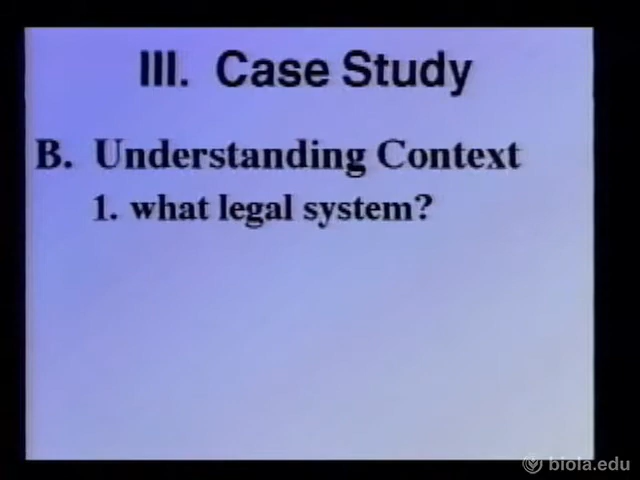 III. Case Study
B. Understanding Context
1. what legal system?
biola.edu